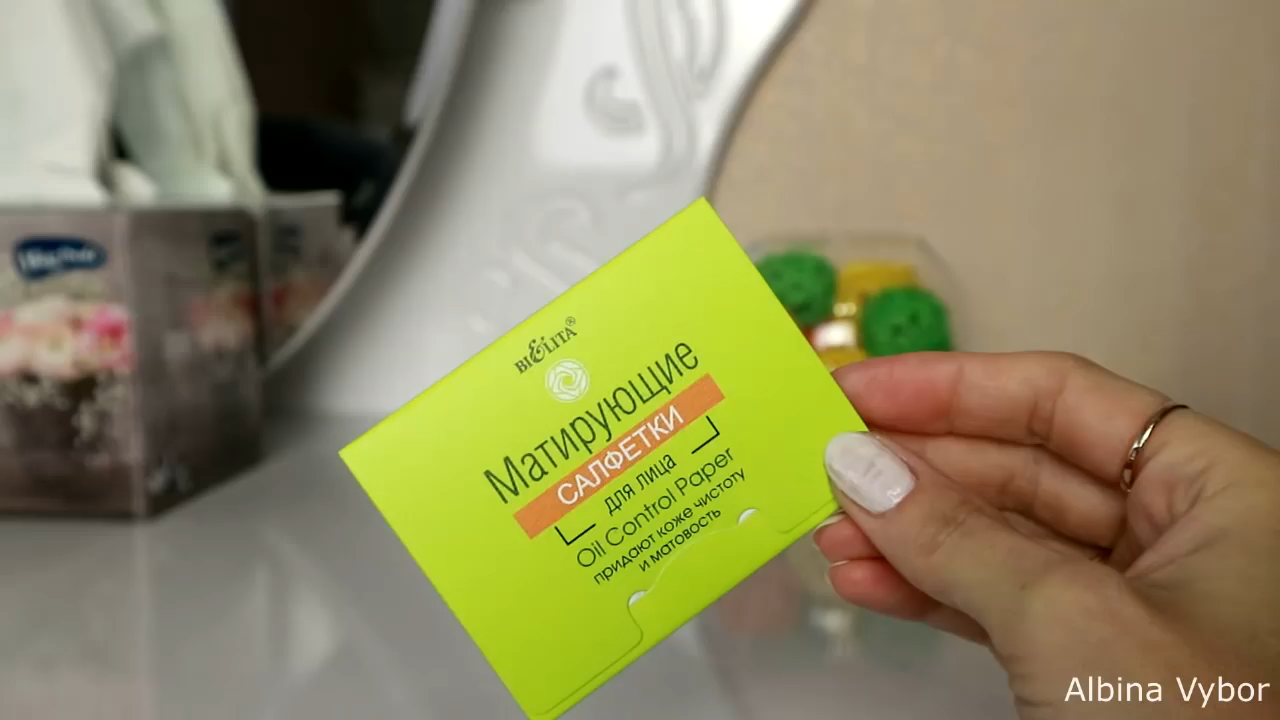 BIELITA®
Матирующие
САЛФЕТКИ
для лица
Oil Control Paper
придают коже чистоту
и матовость
Albina Vybor